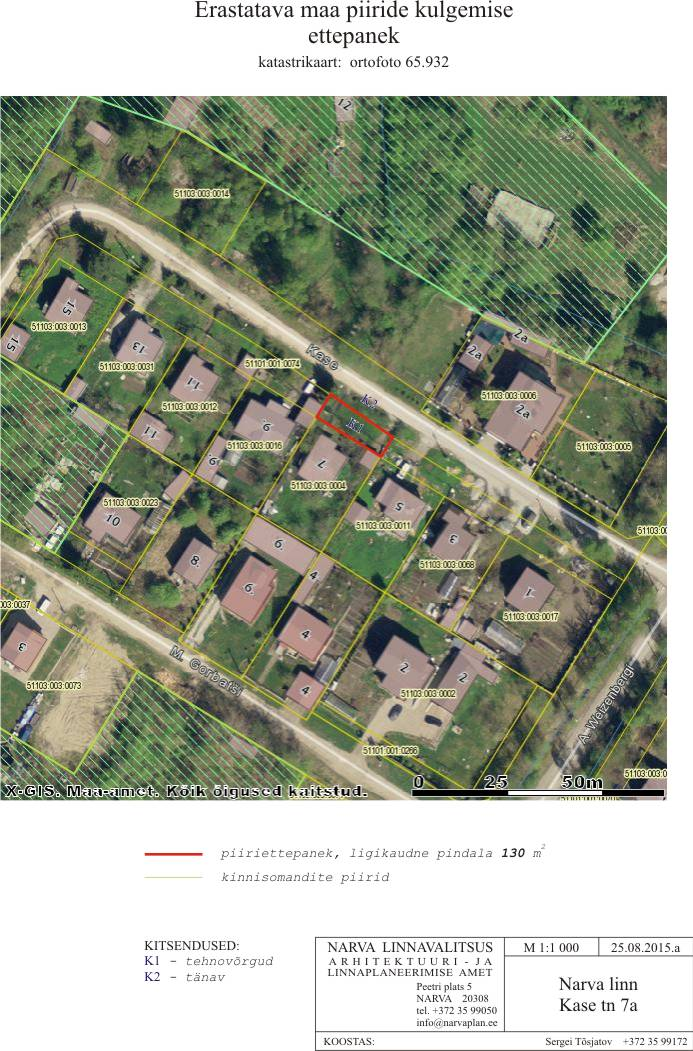 Erastatava maa piiride kulgemise
ettepanek
katastrikaart: ortofoto 65.932
12
51103:003:0014
15
51103:003:0013
15
13
51103:003:0031
Kase
51101:001:0074
11
51103:003:0012
2a
2a
51103:003:0006
2a
K2
K1
9
51103:003:0016
11
9
7
51103:003:0004
51103:003:0005
51103:003:0023
10
5
51103:003:0011
3
51103:003:0068
8
6
6
4
1
51103:003:0017
003:0037
3
4
M. Gorbatši
2
2
4
51103:003:0002
51103:003:0073
A. Weizenbergi
51101:001:0266
X-GIS. Maa-amet. Kõik õigused kaitstud.
0 25 50m
piiriettepanek, ligikaudne pindala 130 m²
kinnisomandite piirid
KITSENDUSED:
K1 - tehnovõrgud
K2 - tänav
NARVA LINNAVALITSUS
ARHITEKTUURI - JA
LINNAPLANEERIMISE AMET
Peetri plats 5
NARVA 20308
tel. +372 35 99050
info@narvaplan.ee
M 1:1 000
25.08.2015.a
Narva linn
Kase tn 7a
KOOSTAS: Sergei Tõsjatov +372 35 99172